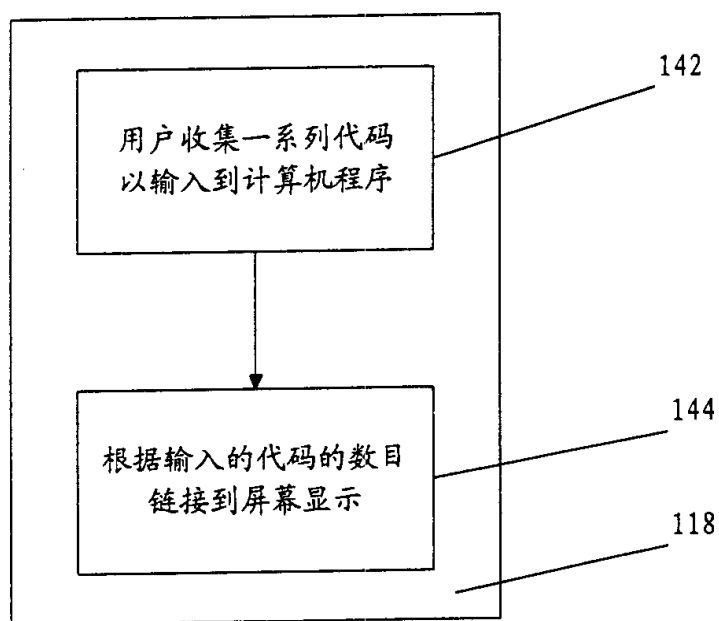 142
用户收集一系列代码
以输入到计算机程序
144
根据输入的代码的数目
链接到屏幕显示
118